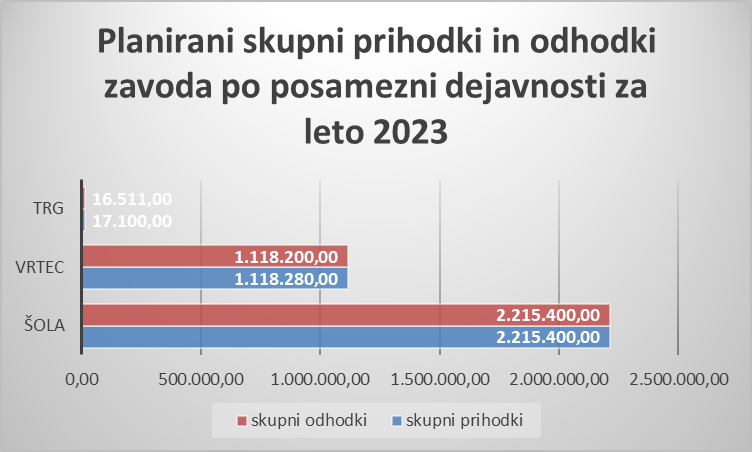 Planirani skupni prihodki in odhodki
zavoda po posamezni dejavnosti za
leto 2023
TRG
16.511,00
17.100,00
VRTEC
1.118.200,00
1.118.280,00
ŠOLA
2.215.400,00
2.215.400,00
0,00 500.000,00 1.000.000,00 1.500.000,00 2.000.000,00 2.500.000,00
skupni odhodki skupni prihodki